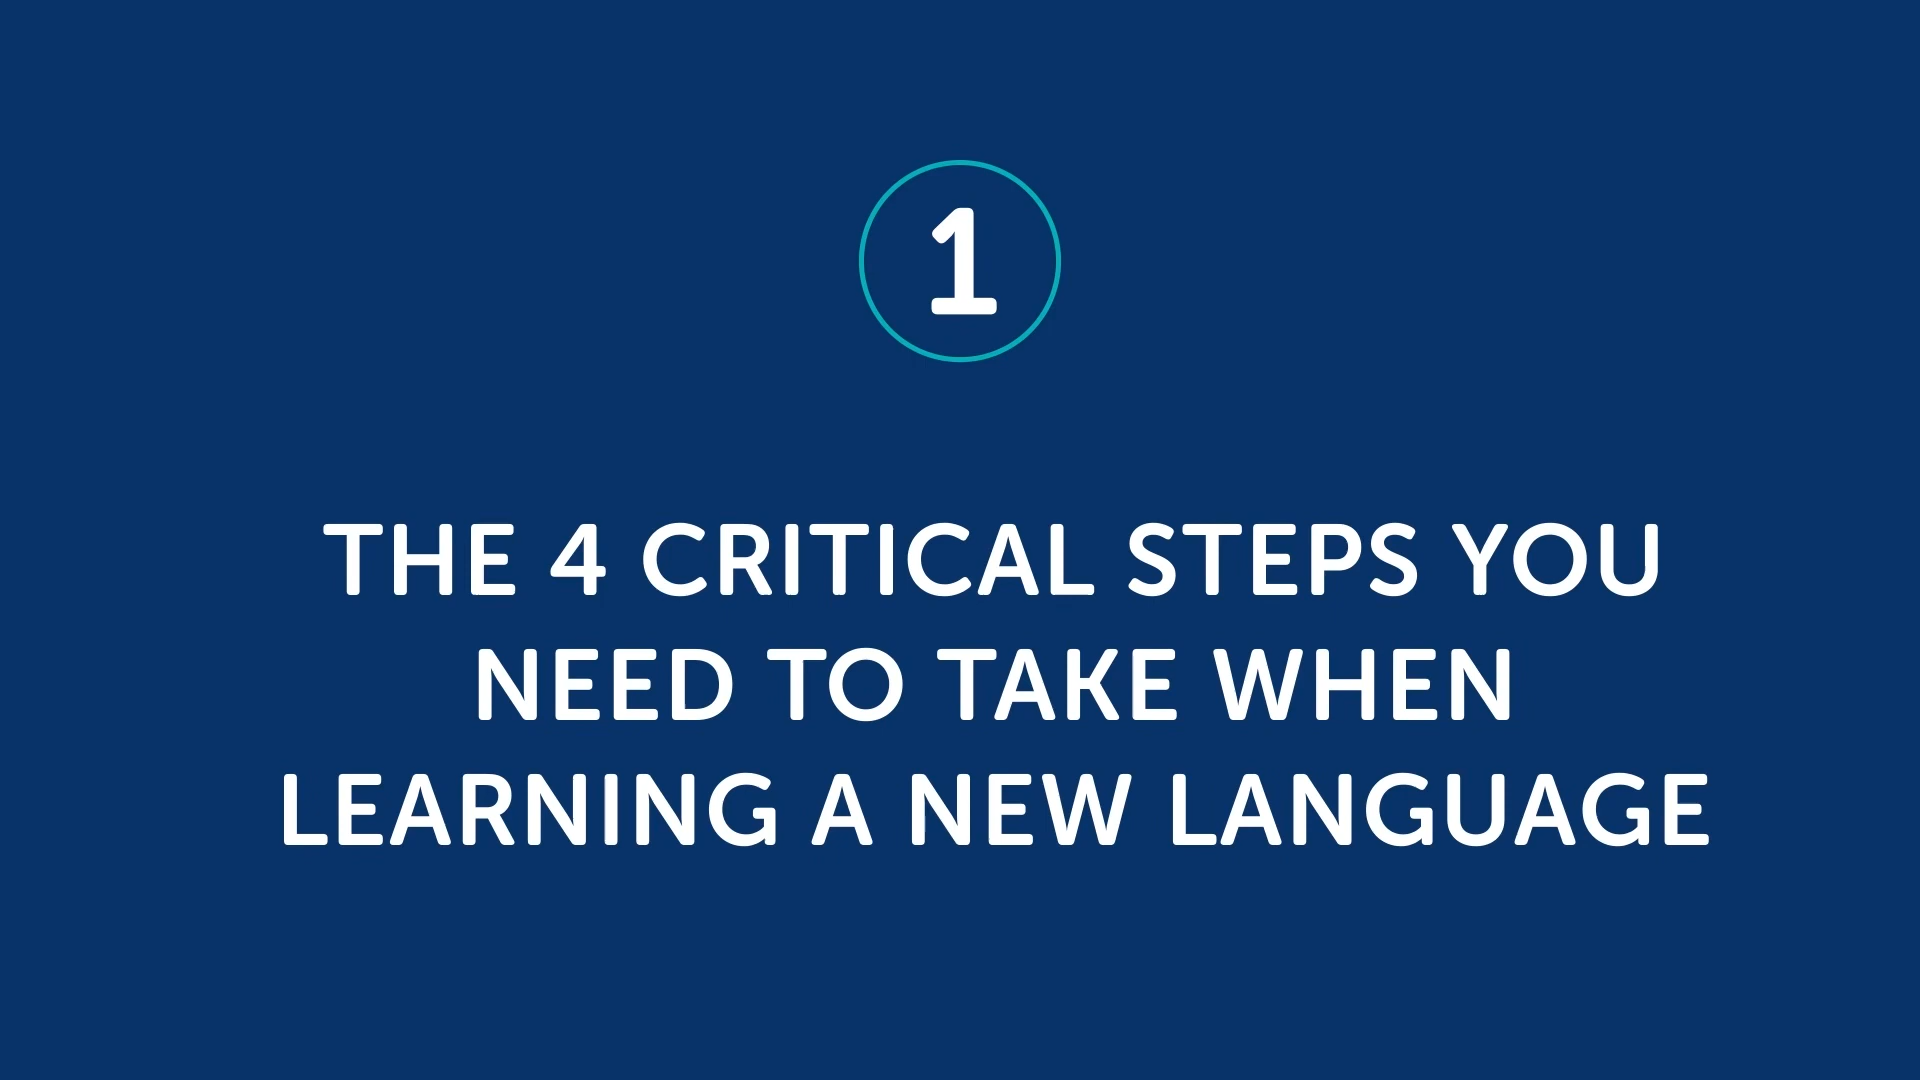 1
THE 4 CRITICAL STEPS YOU
NEED TO TAKE WHEN
LEARNING A NEW LANGUAGE